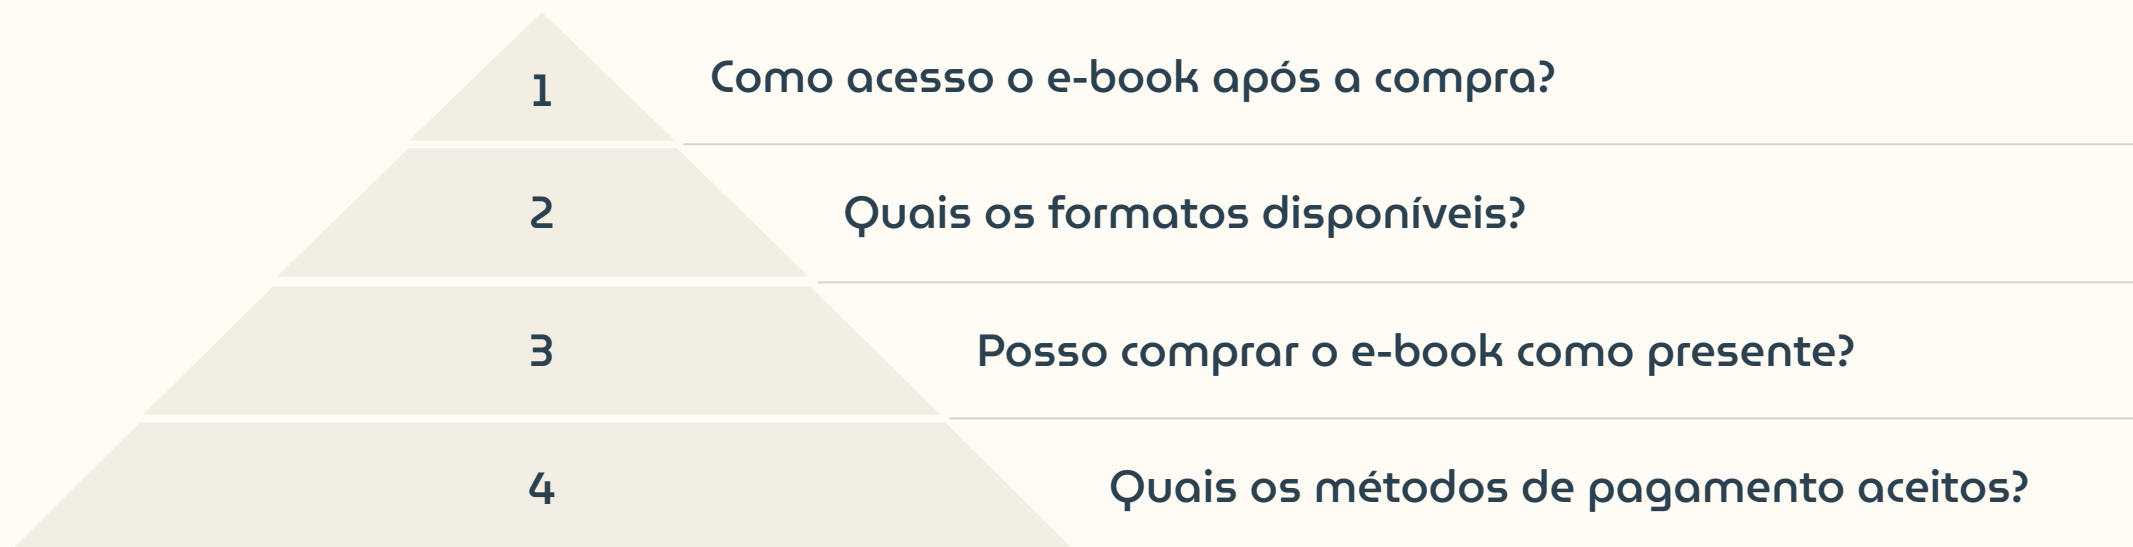 1
Como acesso o e-book após a compra?
2
Quais os formatos disponíveis?
3
Posso comprar o e-book como presente?
4
Quais os métodos de pagamento aceitos?